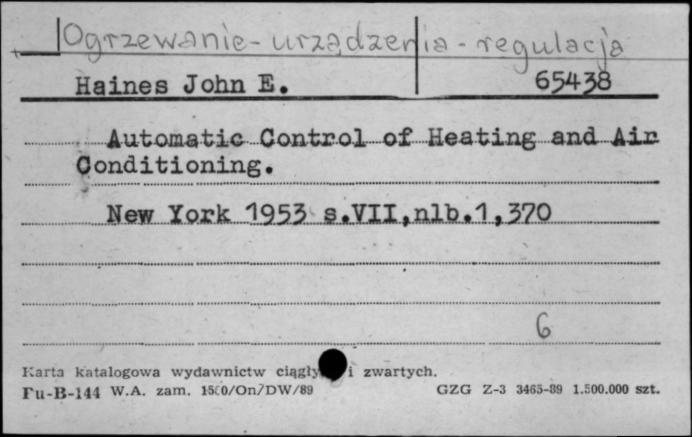 Ogrzewanie - urządzenia - regulacja
Haines John E. 65438
Automatic Control of Heating and Air
Conditioning.
New York 1953 s.VII,nlb.1,370
6
Karta katalogowa wydawnictw i zwartych.
Pu-B-144 W.A. zam. 1500/On/DW/89 GZG Z-3 3465-89 1.500.000 szt.